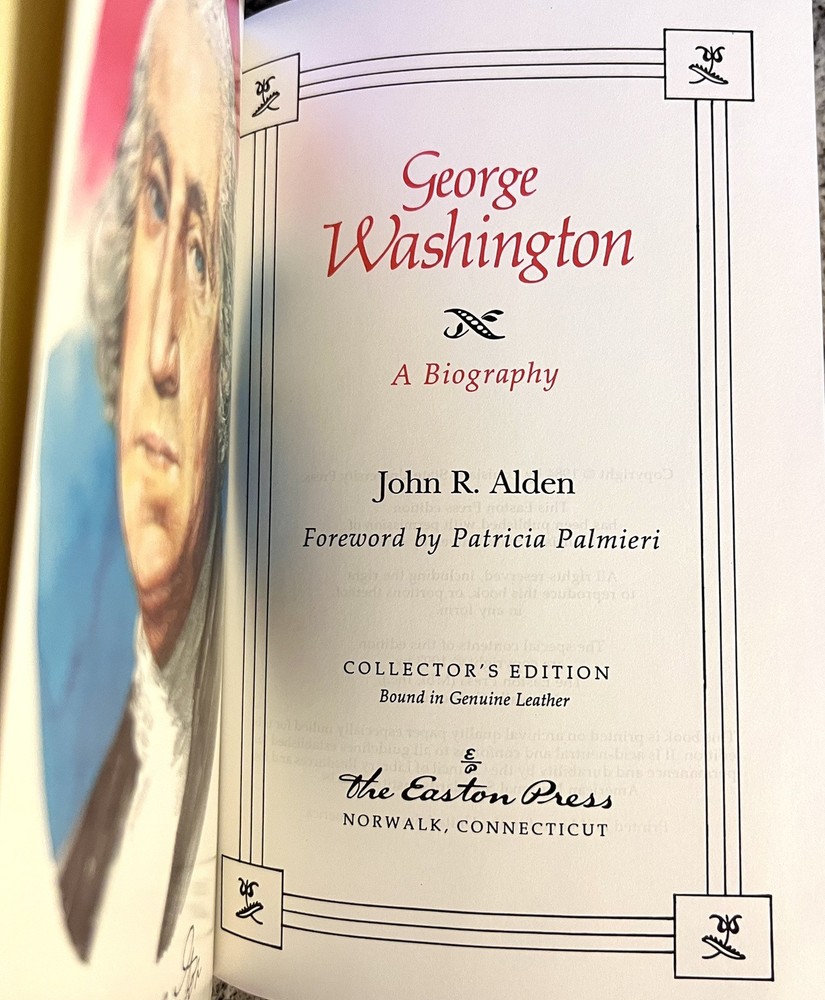 George
Washington
A Biography
John R. Alden
Foreword by Patricia Palmieri
COLLECTOR'S EDITION
Bound in Genuine Leather
The Easton Press
NORWALK, CONNECTICUT